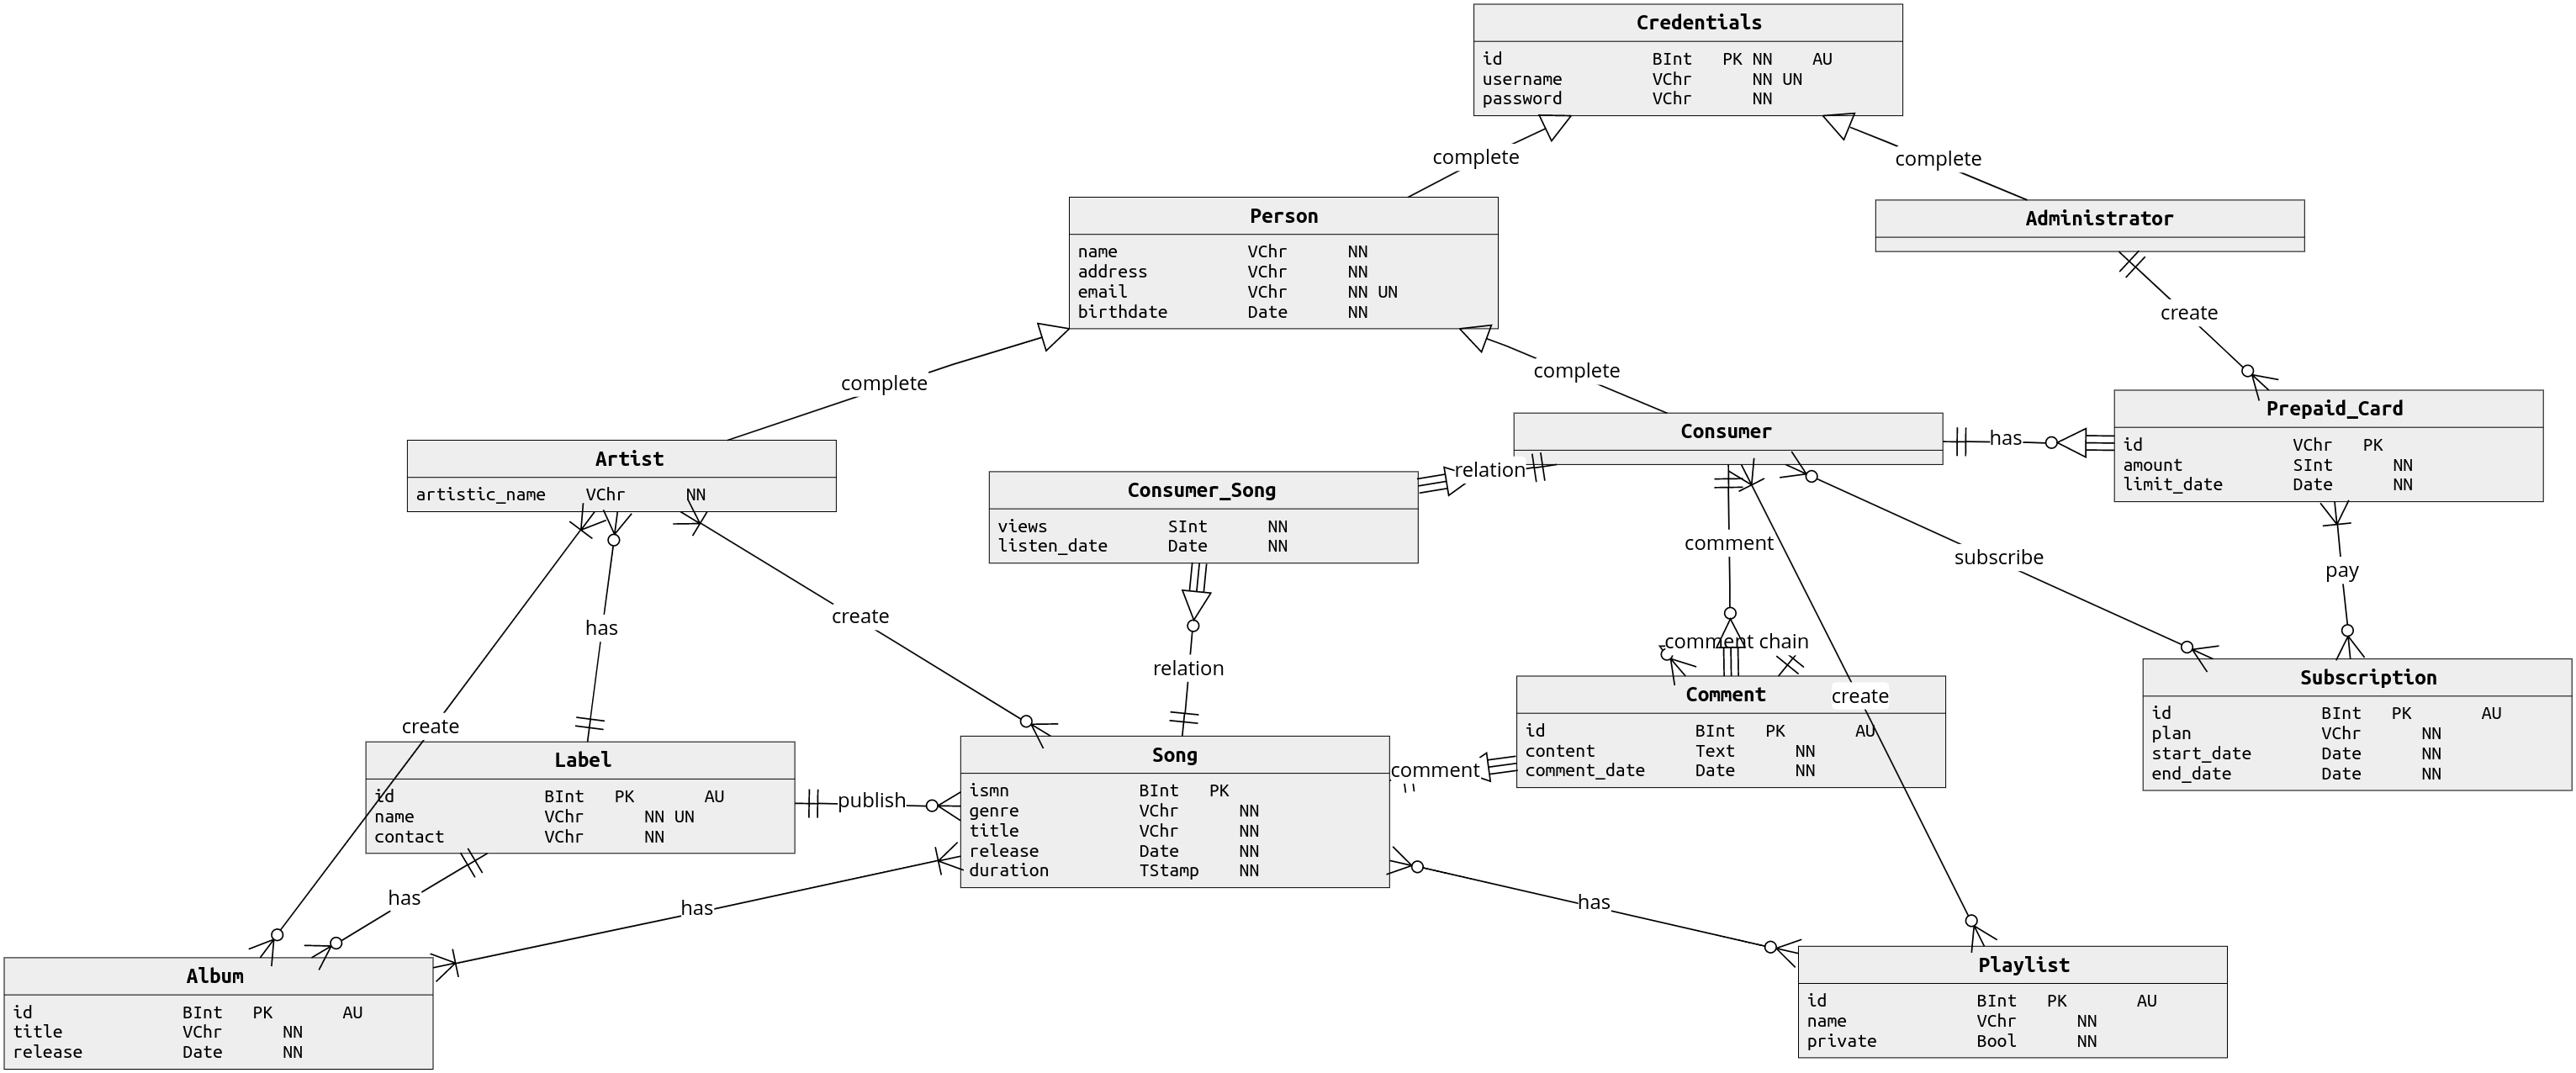 Credentials
id BInt PK NN AU
username VChr NN UN
password VChr NN
complete
complete
Person
name VChr NN
address VChr NN
email VChr NN UN
birthdate Date NN
Administrator
create
complete
complete
Artist
artistic_name VChr NN
Consumer
Prepaid_Card
id VChr PK
amount SInt NN
limit_date Date NN
has
relation
Consumer_Song
views SInt NN
listen_date Date NN
comment
subscribe
pay
has
create
relation
comment chain
create
create
Comment
id BInt PK AU
content Text NN
comment_date Date NN
Subscription
id BInt PK AU
plan VChr NN
start_date Date NN
end_date Date NN
Label
id BInt PK AU
name VChr NN UN
contact VChr NN
publish
Song
ismn BInt PK
genre VChr NN
title VChr NN
release Date NN
duration TStamp NN
comment
has
has
has
Album
id BInt PK AU
title VChr NN
release Date NN
Playlist
id BInt PK AU
name VChr NN
private Bool NN